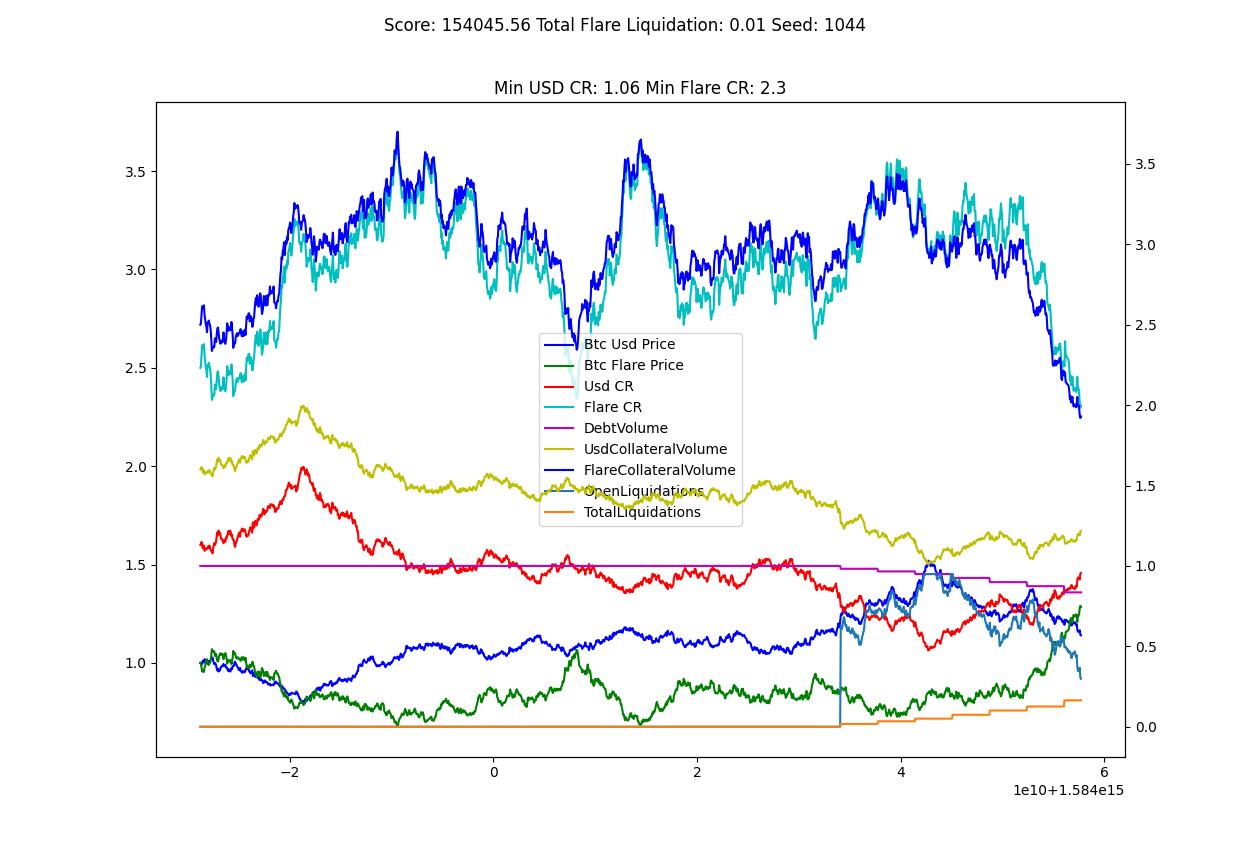 Score: 154045.56 Total Flare Liquidation: 0.01 Seed: 1044
Min USD CR: 1.06 Min Flare CR: 2.3
3.5
3.0
2.5
2.0
1.5
1.0
3.5
3.0
2.5
2.0
1.5
1.0
0.5
0.0
Btc Usd Price
Btc Flare Price
Usd CR
Flare CR
DebtVolume
UsdCollateralVolume
FlareCollateralVolume
OpenLiquidations
TotalLiquidations
−2 0 2 4 6
1e10+1.584e15